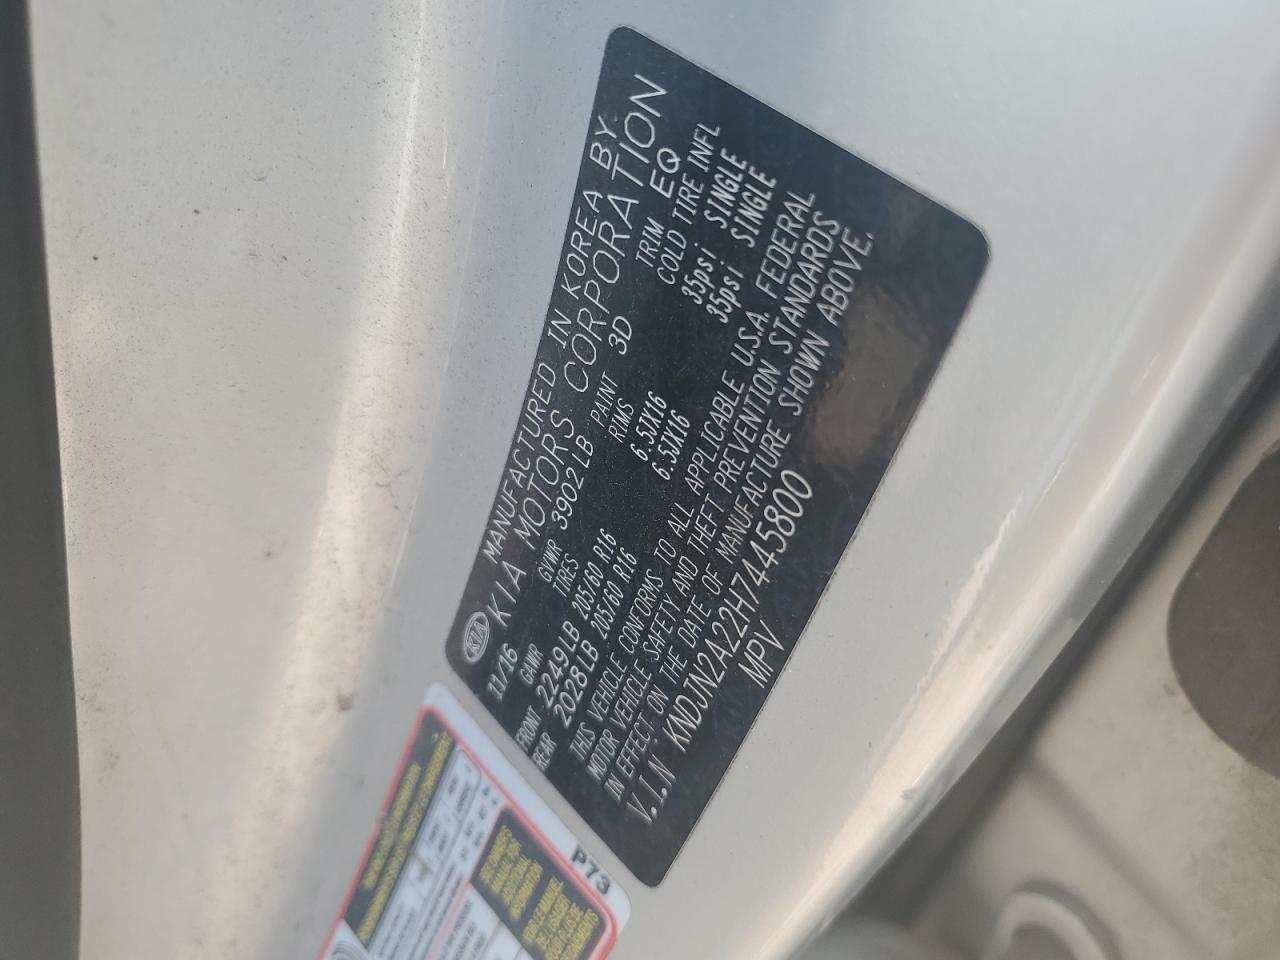 KIA MANUFACTURED IN KOREA BY:
KIA MOTORS CORPORATION
11/16 GVWR 3902 LB PAINT 3D TRIM EQ
GAWR TIRES RIMS COLD TIRE INFL
FRONT 2249LB 205/60 R16 6.5JX16 35psi SINGLE
REAR 2028LB 205/60 R16 6.5JX16 35psi SINGLE
THIS VEHICLE CONFORMS TO ALL APPLICABLE U.S.A. FEDERAL
MOTOR VEHICLE SAFETY AND THEFT PREVENTION STANDARDS
IN EFFECT ON THE DATE OF MANUFACTURE SHOWN ABOVE.
V.I.N KNDJN2A22H7445800
MPV
P73